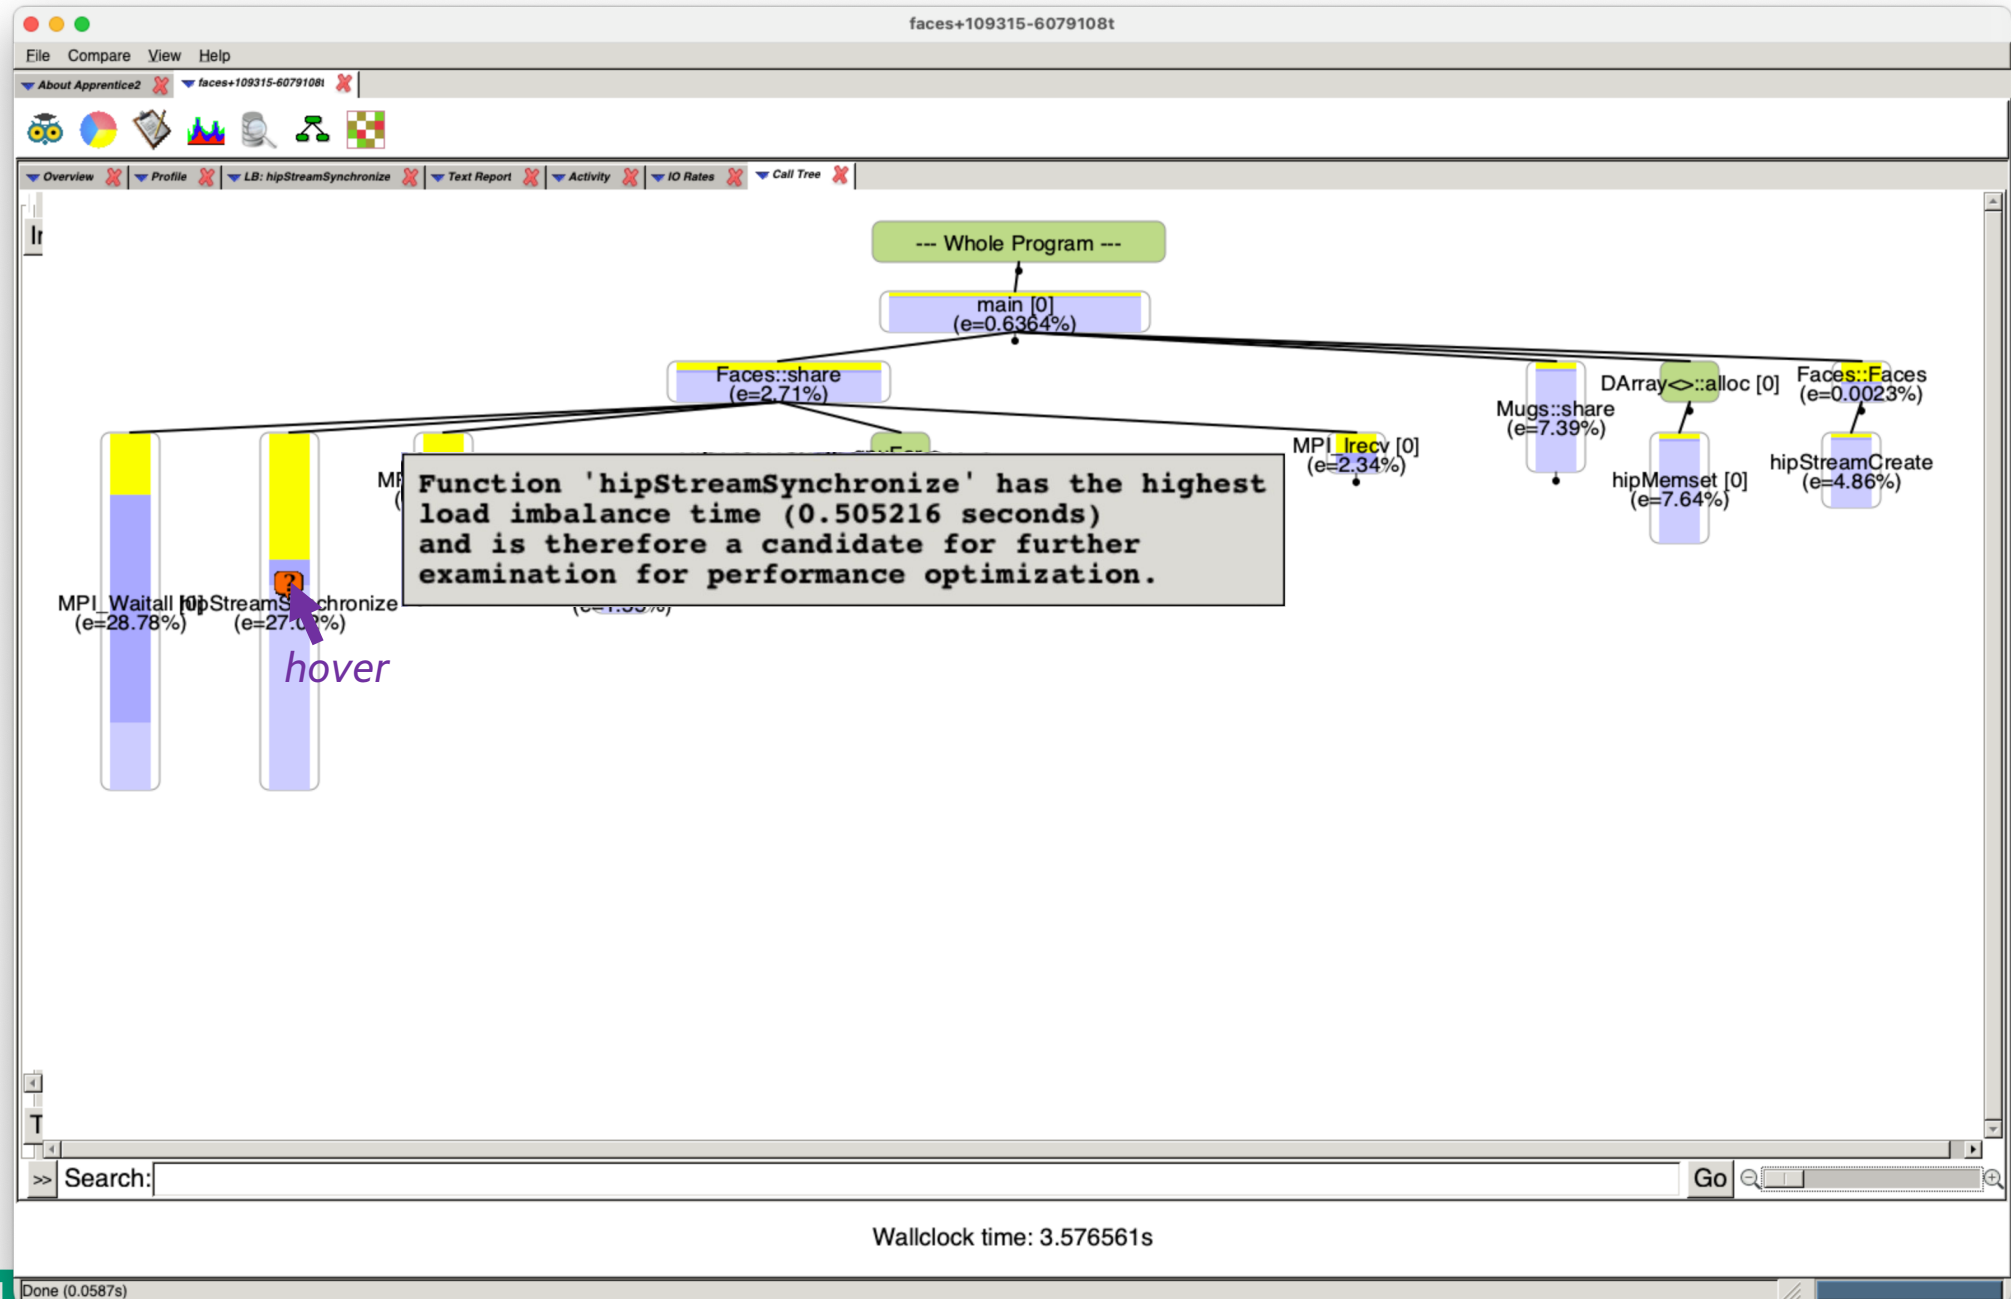 faces+109315-6079108t
File Compare View Help
About Apprentice2 faces+109315-6079108t
Overview Profile LB: hipStreamSynchronize Text Report Activity IO Rates Call Tree
--- Whole Program ---
main [0]
(e=0.6364%)
Faces::share
(e=2.71%)
DArray<>::alloc [0]
Faces::Faces
(e=0.0023%)
Mugs::share
(e=7.39%)
MPI_Irecv [0]
(e=2.34%)
hipMemset [0]
(e=7.64%)
hipStreamCreate
(e=4.86%)
Function 'hipStreamSynchronize' has the highest
load imbalance time (0.505216 seconds)
and is therefore a candidate for further
examination for performance optimization.
?
MPI_Waitall [0]
(e=28.78%)
hover
>> Search: Go
Wallclock time: 3.576561s
Done (0.0587s)